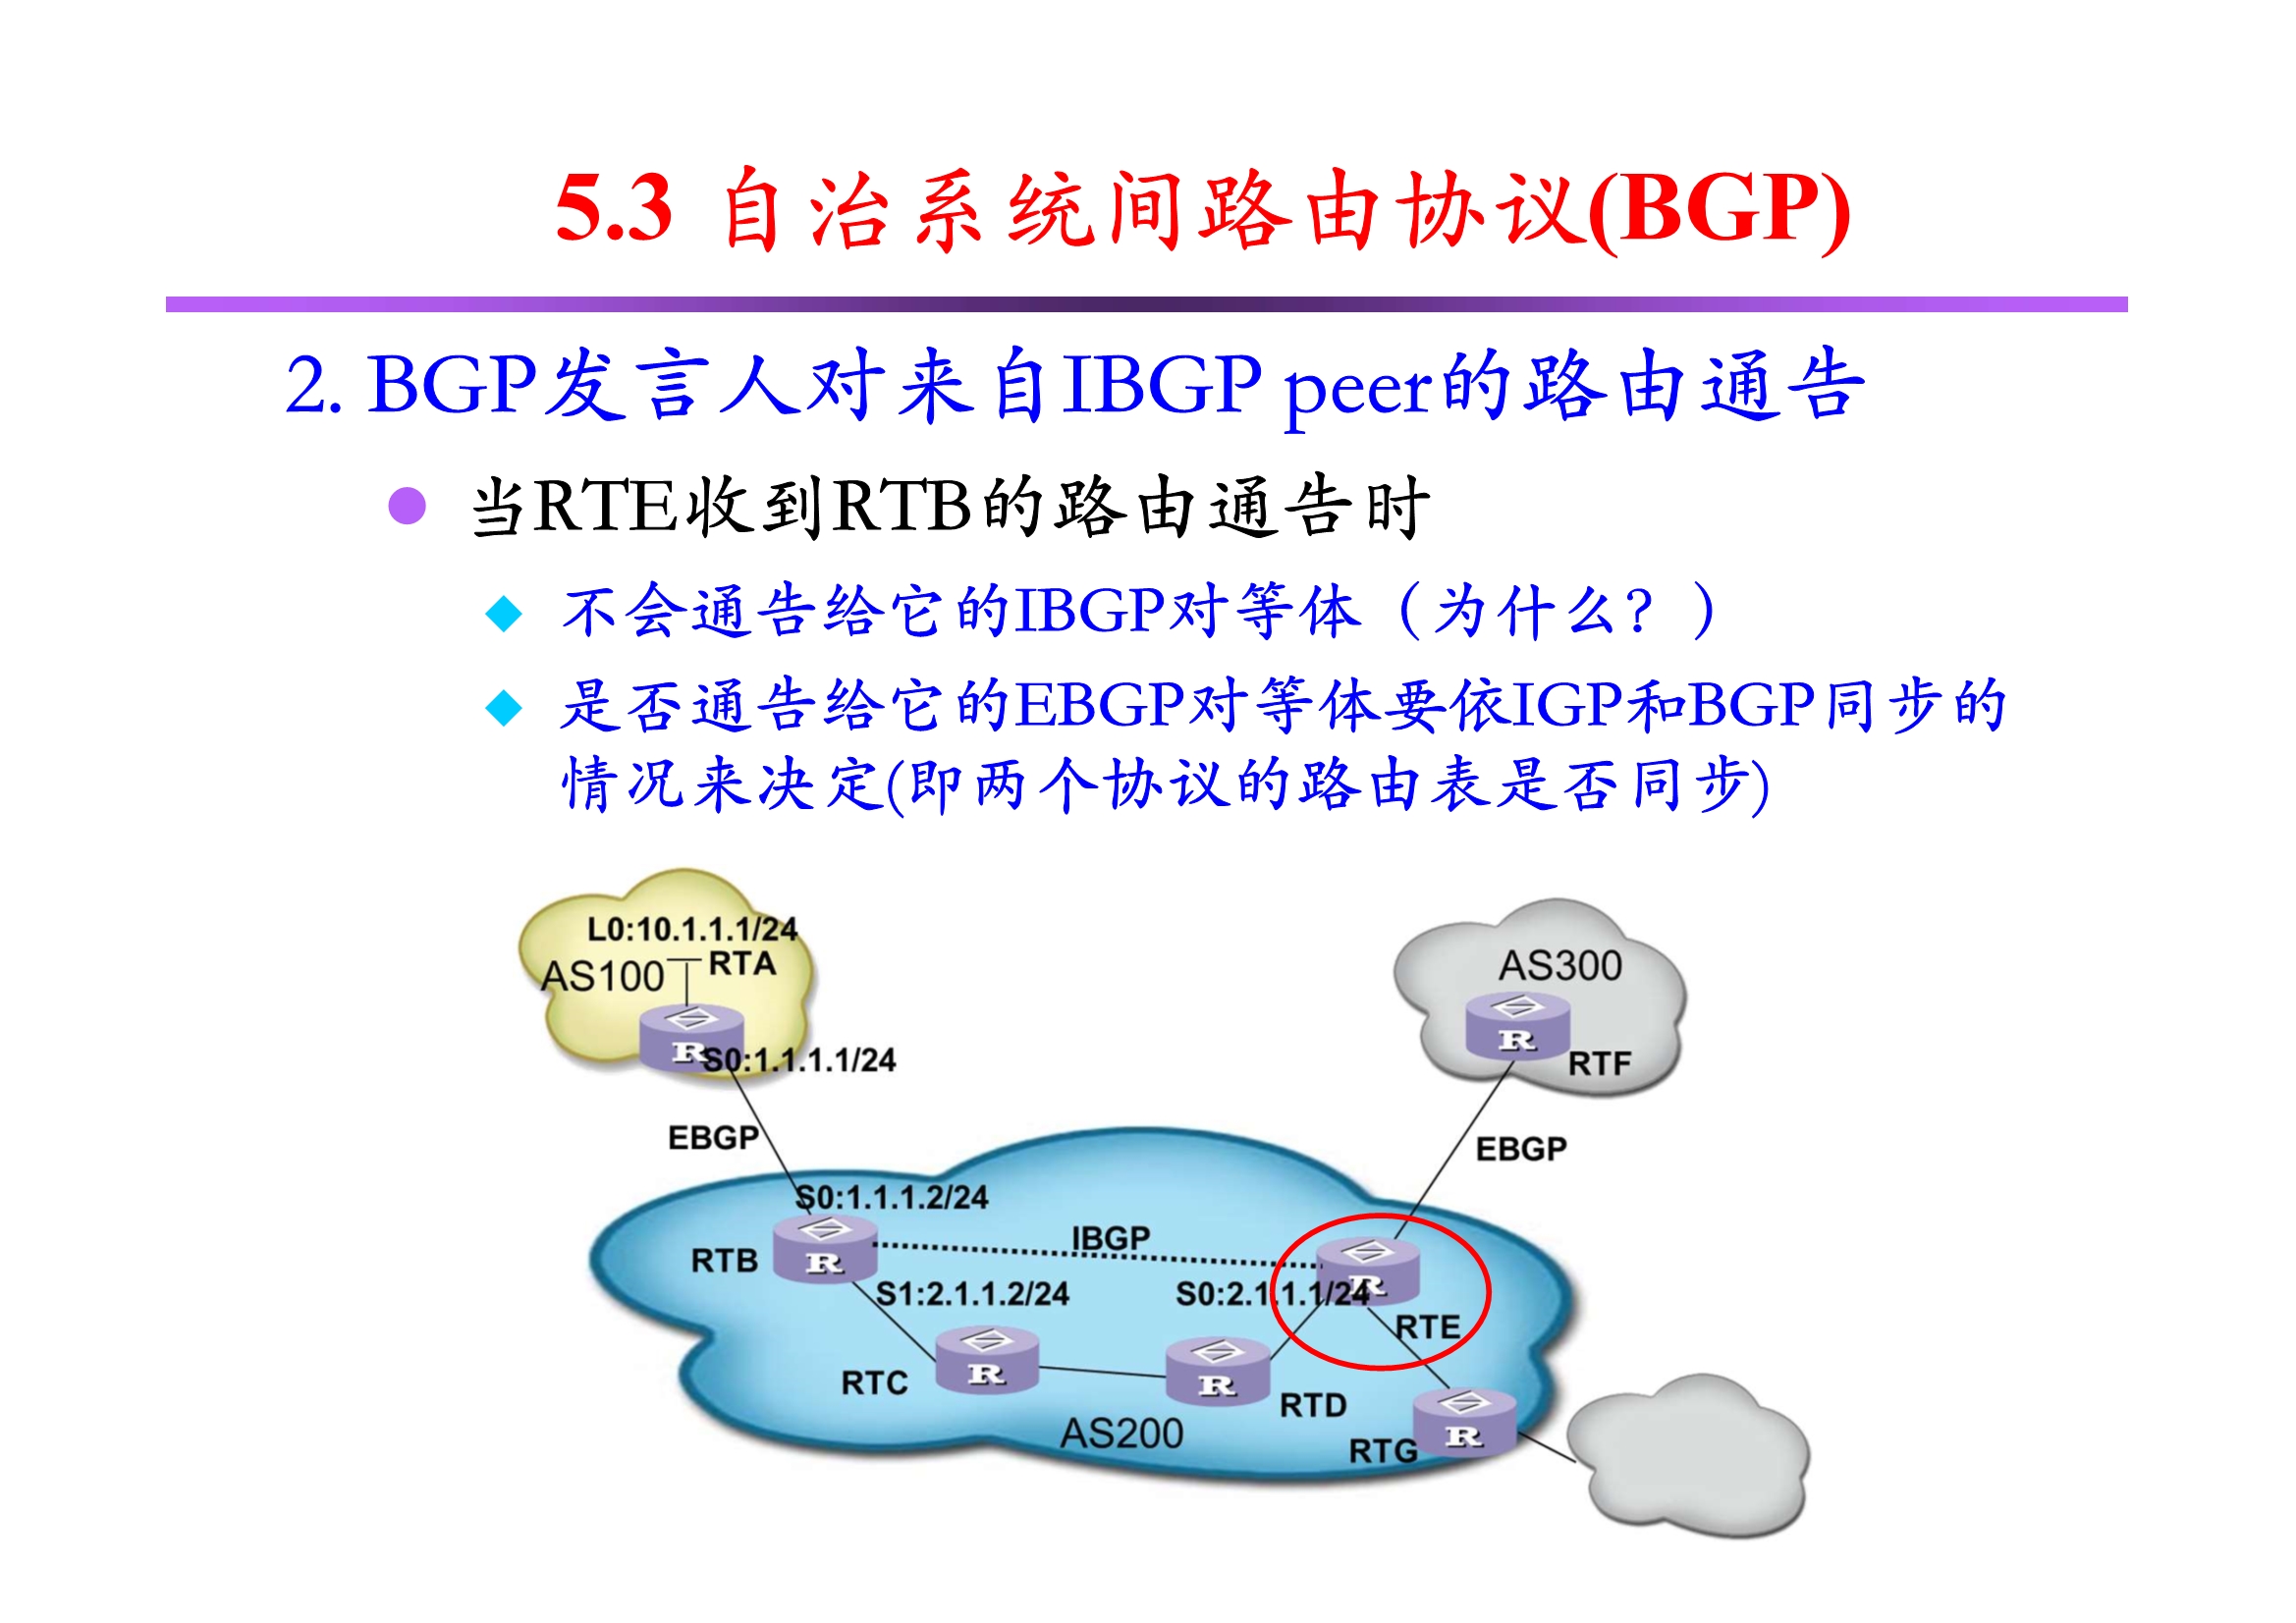 5.3 自治系统间路由协议(BGP)
2. BGP发言人对来自IBGP peer的路由通告
当RTE收到RTB的路由通告时
不会通告给它的IBGP对等体（为什么？）
是否通告给它的EBGP对等体要依IGP和BGP同步的
情况来决定(即两个协议的路由表是否同步)
L0:10.1.1.1/24
AS100
RTA
R
S0:1.1.1.1/24
AS300
R
RTF
EBGP
EBGP
S0:1.1.1.2/24
RTB
R
IBGP
R
S1:2.1.1.2/24
S0:2.1.1.1/24
RTE
RTC
R
R
RTD
AS200
RTG
R